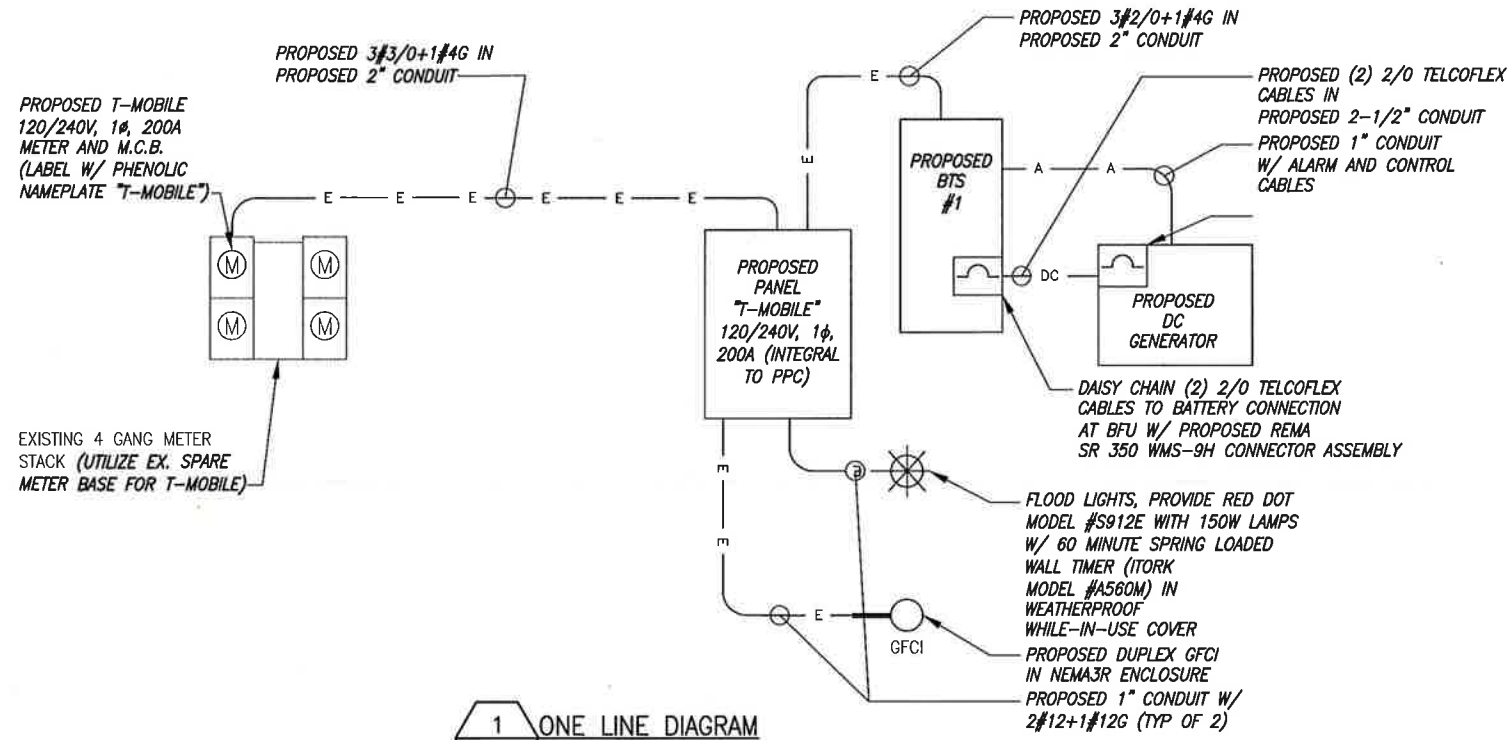 PROPOSED 3#3/0+1#4G IN
PROPOSED 2" CONDUIT
PROPOSED T-MOBILE
120/240V, 1ϕ, 200A
METER AND M.C.B.
(LABEL W/ PHENOLIC
NAMEPLATE "T-MOBILE")
E E E E E E
M M
M M
EXISTING 4 GANG METER
STACK (UTILIZE EX. SPARE
METER BASE FOR T-MOBILE)
PROPOSED 3#2/0+1#4G IN
PROPOSED 2" CONDUIT
E
E
PROPOSED
BTS
#1
A A
DC
PROPOSED (2) 2/0 TELCOFLEX
CABLES IN
PROPOSED 2-1/2" CONDUIT
PROPOSED 1" CONDUIT
W/ ALARM AND CONTROL
CABLES
PROPOSED
DC
GENERATOR
PROPOSED
PANEL
"T-MOBILE"
120/240V, 1ϕ,
200A (INTEGRAL
TO PPC)
DAISY CHAIN (2) 2/0 TELCOFLEX
CABLES TO BATTERY CONNECTION
AT BFU W/ PROPOSED REMA
SR 350 WMS-9H CONNECTOR ASSEMBLY
E
E
E
E
GFCI
FLOOD LIGHTS, PROVIDE RED DOT
MODEL #S912E WITH 150W LAMPS
W/ 60 MINUTE SPRING LOADED
WALL TIMER (ITORK
MODEL #A560M) IN
WEATHERPROOF
WHILE-IN-USE COVER
PROPOSED DUPLEX GFCI
IN NEMA3R ENCLOSURE
PROPOSED 1" CONDUIT W/
2#12+1#12G (TYP OF 2)
1 ONE LINE DIAGRAM